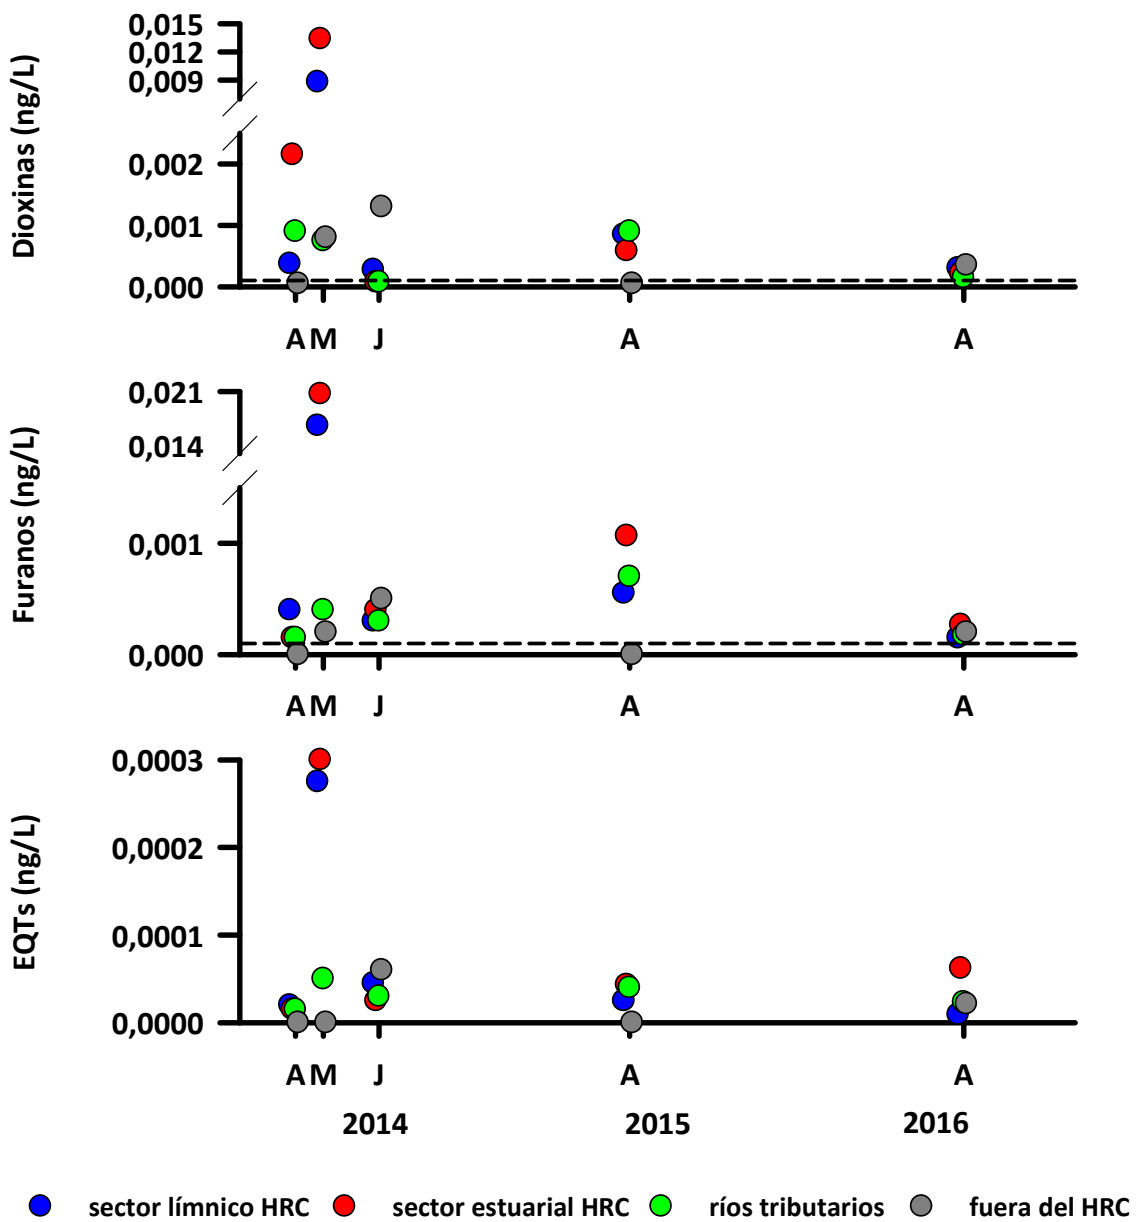 Dioxinas (ng/L)
0,015
0,012
0,009
0,002
0,001
0,000
A M J A A
Furanos (ng/L)
0,021
0,014
0,001
0,000
A M J A A
EQTs (ng/L)
0,0003
0,0002
0,0001
0,0000
A M J A A
2014 2015 2016
sector límnico HRC sector estuarial HRC ríos tributarios fuera del HRC